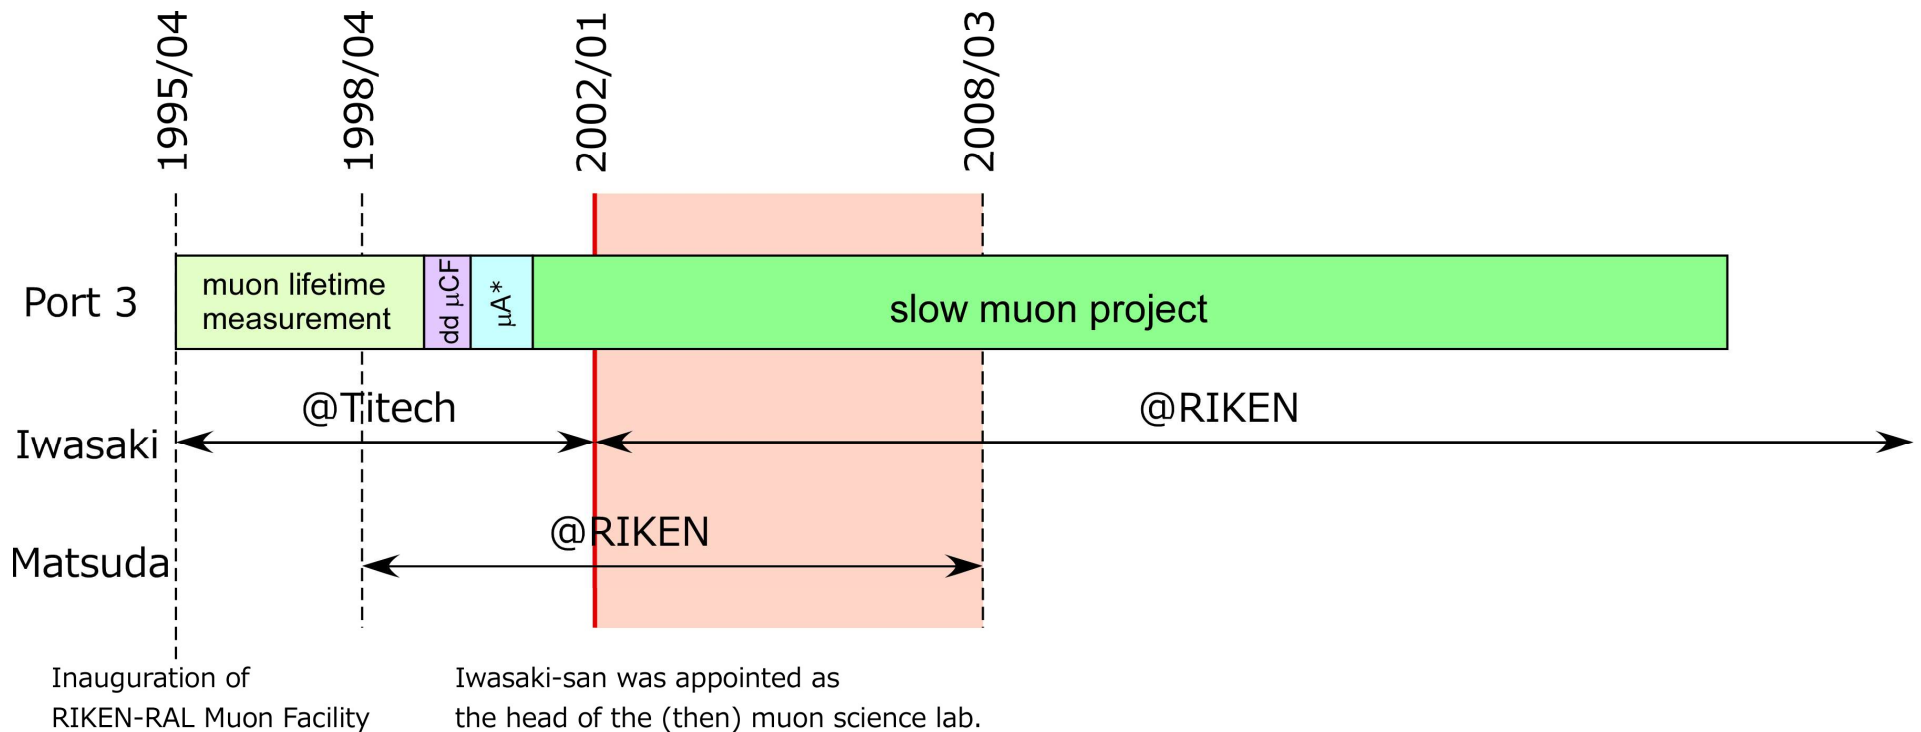 1995/04
1998/04
2002/01
2008/03
Port 3
muon lifetime
measurement
dd μCF
μA*
slow muon project
Iwasaki
@Titech
@RIKEN
Matsuda
@RIKEN
Inauguration of
RIKEN-RAL Muon Facility
Iwasaki-san was appointed as
the head of the (then) muon science lab.